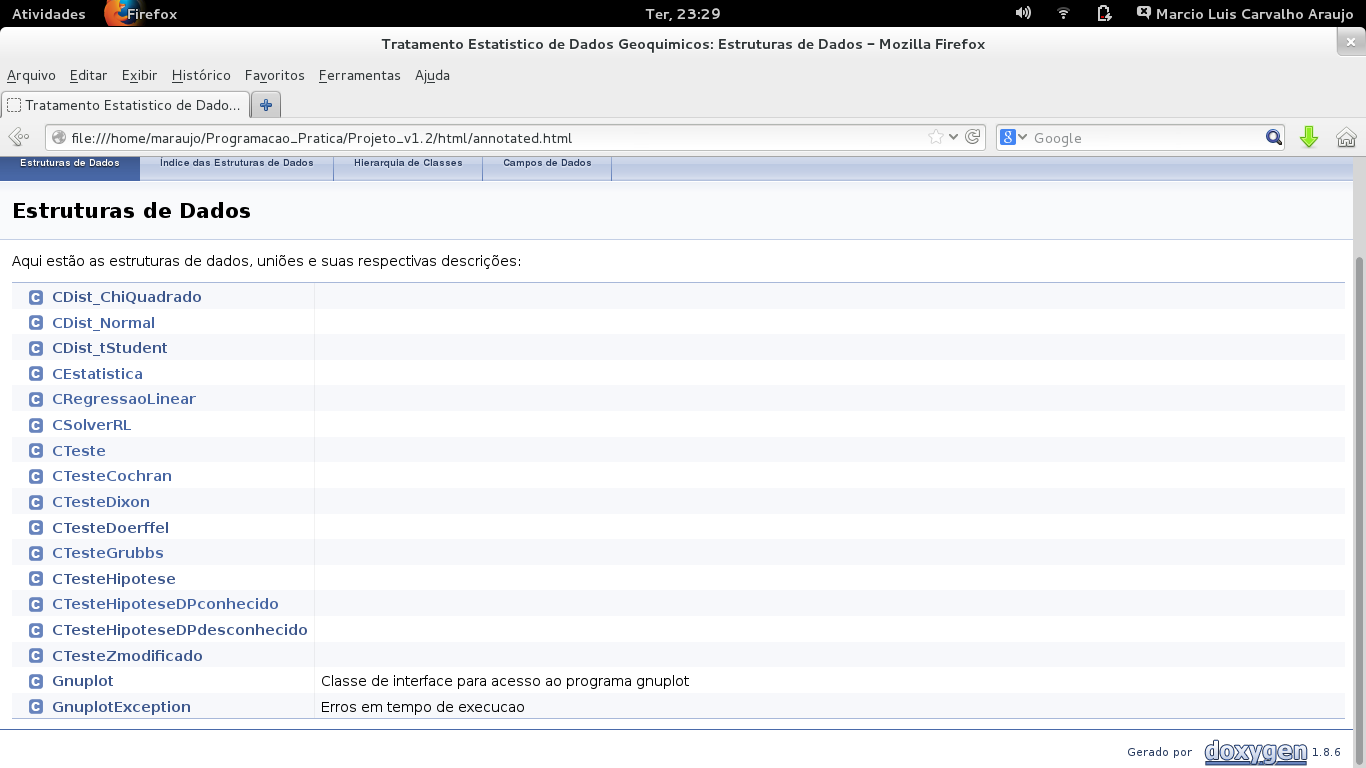 Atividades Firefox Ter, 23:29 Marcio Luis Carvalho Araujo
Tratamento Estatistico de Dados Geoquimicos: Estruturas de Dados - Mozilla Firefox
Arquivo Editar Exibir Histórico Favoritos Ferramentas Ajuda
Tratamento Estatistico de Dado...
file:///home/maraujo/Programacao_Pratica/Projeto_v1.2/html/annotated.html Google
Estruturas de Dados Índice das Estruturas de Dados Hierarquia de Classes Campos de Dados
Estruturas de Dados
Aqui estão as estruturas de dados, uniões e suas respectivas descrições:
C CDist_ChiQuadrado
C CDist_Normal
C CDist_tStudent
C CEstatistica
C CRegressaoLinear
C CSolverRL
C CTeste
C CTesteCochran
C CTesteDixon
C CTesteDoerffel
C CTesteGrubbs
C CTesteHipotese
C CTesteHipoteseDPconhecido
C CTesteHipoteseDPdesconhecido
C CTesteZmodificado
C Gnuplot Classe de interface para acesso ao programa gnuplot
C GnuplotException Erros em tempo de execucao
Gerado por doxygen 1.8.6